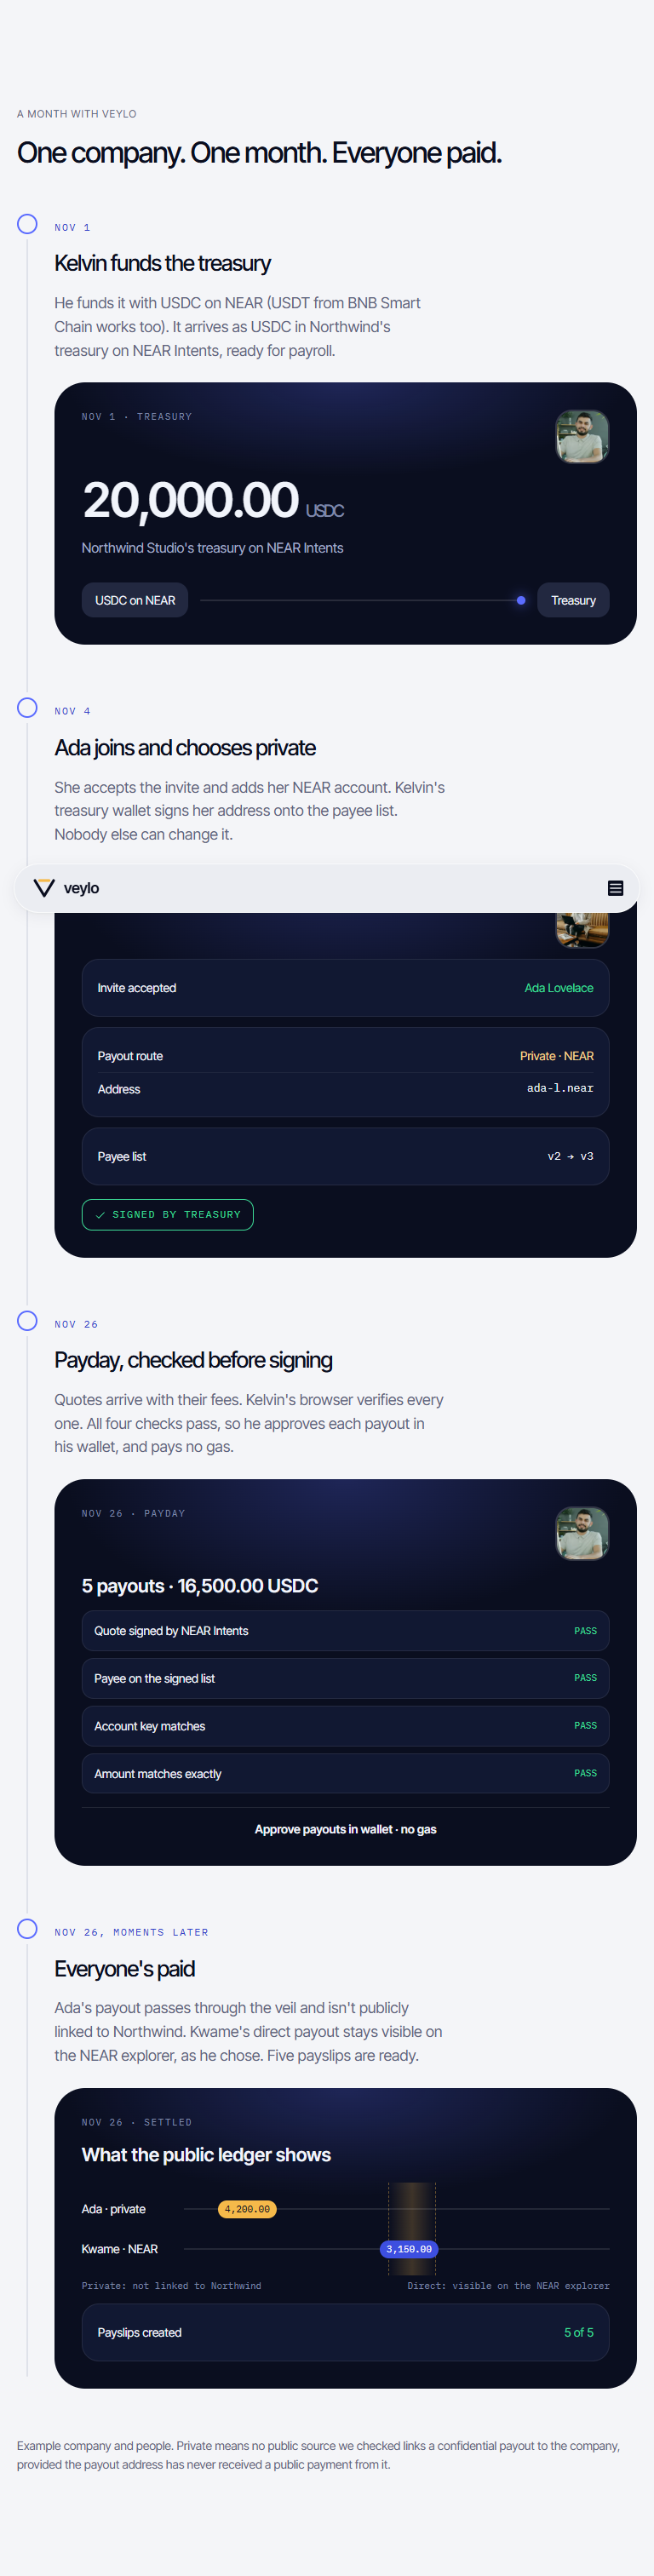 A MONTH WITH VEYLO
One company. One month. Everyone paid.
NOV 1
Kelvin funds the treasury
He funds it with USDC on NEAR (USDT from BNB Smart
Chain works too). It arrives as USDC in Northwind's
treasury on NEAR Intents, ready for payroll.
NOV 1 · TREASURY
20,000.00 USDC
Northwind Studio's treasury on NEAR Intents
USDC on NEAR Treasury
NOV 4
Ada joins and chooses private
She accepts the invite and adds her NEAR account. Kelvin's
treasury wallet signs her address onto the payee list.
Nobody else can change it.
veylo
Invite accepted Ada Lovelace
Payout route Private · NEAR
Address ada-l.near
Payee list v2 → v3
✓ SIGNED BY TREASURY
NOV 26
Payday, checked before signing
Quotes arrive with their fees. Kelvin's browser verifies every
one. All four checks pass, so he approves each payout in
his wallet, and pays no gas.
NOV 26 · PAYDAY
5 payouts · 16,500.00 USDC
Quote signed by NEAR Intents PASS
Payee on the signed list PASS
Account key matches PASS
Amount matches exactly PASS
Approve payouts in wallet · no gas
NOV 26, MOMENTS LATER
Everyone's paid
Ada's payout passes through the veil and isn't publicly
linked to Northwind. Kwame's direct payout stays visible on
the NEAR explorer, as he chose. Five payslips are ready.
NOV 26 · SETTLED
What the public ledger shows
Ada · private 4,200.00
Kwame · NEAR 3,150.00
Private: not linked to Northwind Direct: visible on the NEAR explorer
Payslips created 5 of 5
Example company and people. Private means no public source we checked links a confidential payout to the company,
provided the payout address has never received a public payment from it.